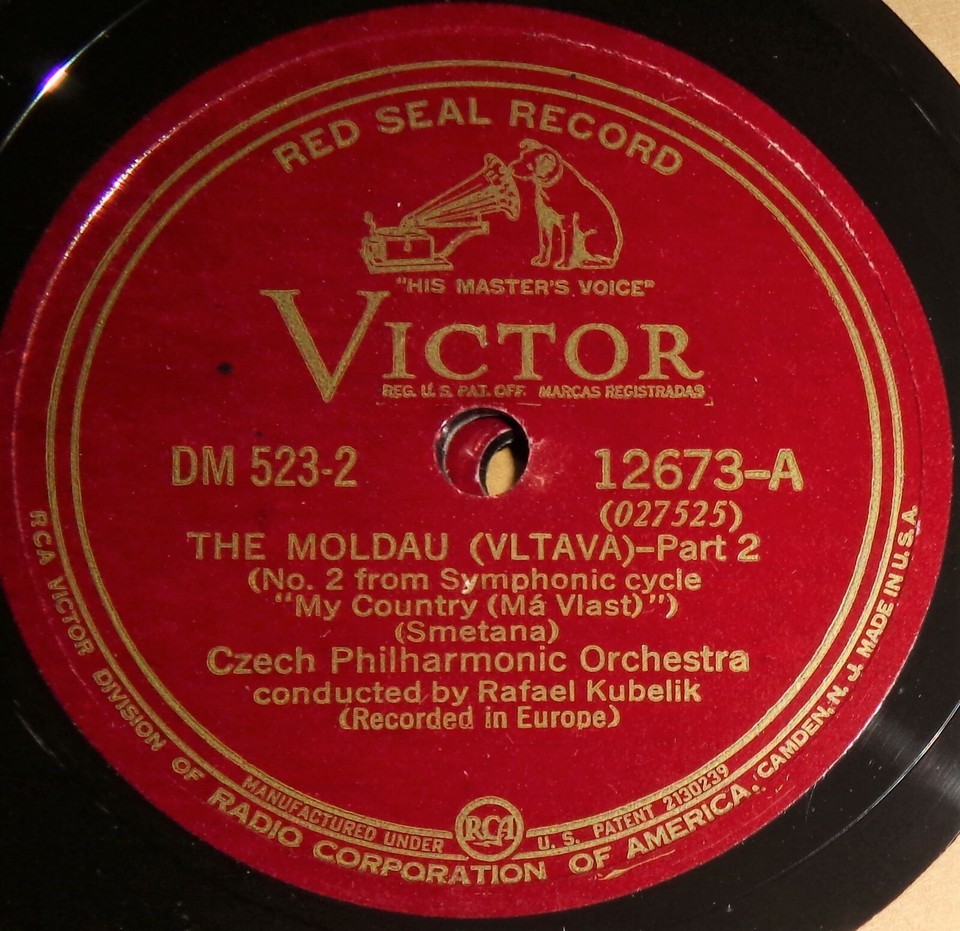 RED SEAL RECORD
"HIS MASTER'S VOICE"
VICTOR
REG. U. S. PAT. OFF. MARCAS REGISTRADAS
DM 523-2
12673-A
(027525)
THE MOLDAU (VLTAVA)-Part 2
(No. 2 from Symphonic cycle
"My Country (Má Vlast)")
(Smetana)
Czech Philharmonic Orchestra
conducted by Rafael Kubelik
(Recorded in Europe)
MANUFACTURED UNDER RCA U. S. PATENT 2130239
RCA VICTOR DIVISION OF RADIO CORPORATION OF AMERICA, CAMDEN, N. J. MADE IN U.S.A.